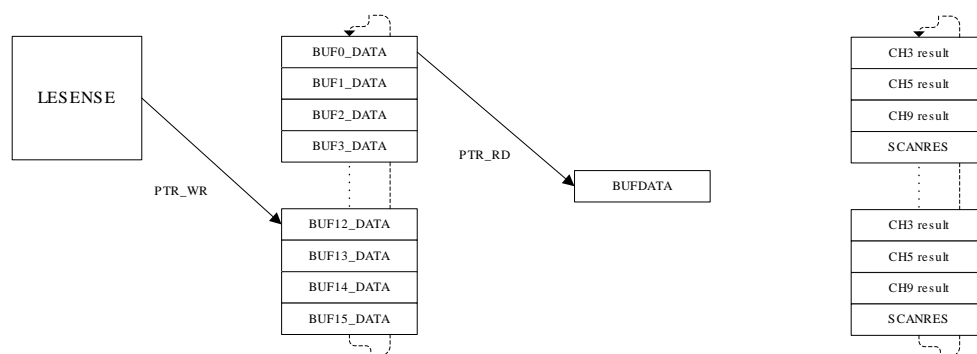 LESENSE
PTR_WR
BUF0_DATA
BUF1_DATA
BUF2_DATA
BUF3_DATA
BUF12_DATA
BUF13_DATA
BUF14_DATA
BUF15_DATA
PTR_RD
BUFDATA
CH3 result
CH5 result
CH9 result
SCANRES
CH3 result
CH5 result
CH9 result
SCANRES